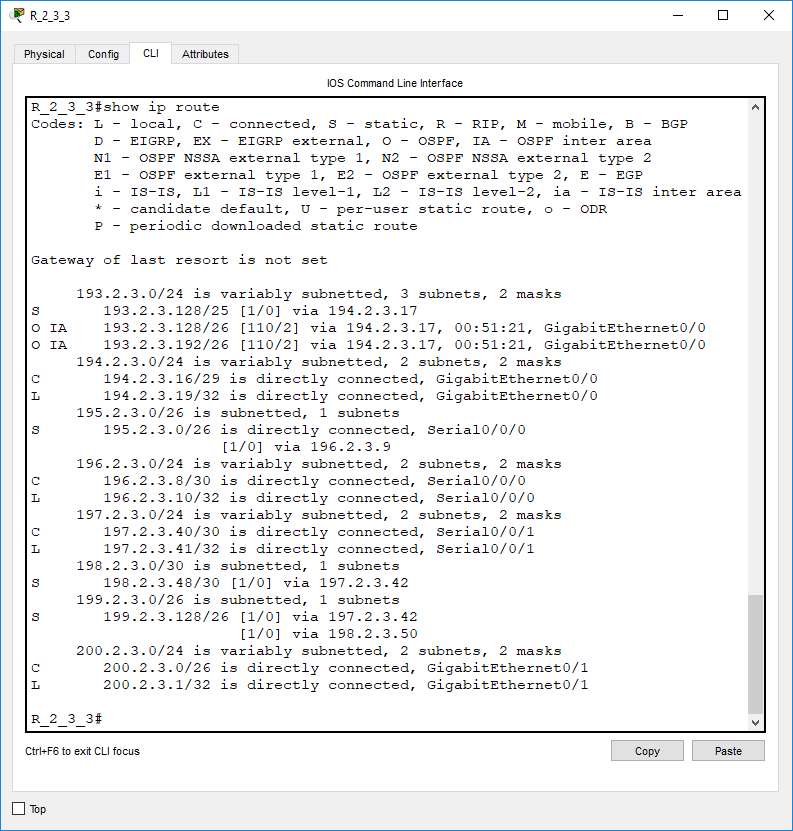 R_2_3_3
Physical Config CLI Attributes
IOS Command Line Interface
R_2_3_3#show ip route
Codes: L - local, C - connected, S - static, R - RIP, M - mobile, B - BGP
       D - EIGRP, EX - EIGRP external, O - OSPF, IA - OSPF inter area
       N1 - OSPF NSSA external type 1, N2 - OSPF NSSA external type 2
       E1 - OSPF external type 1, E2 - OSPF external type 2, E - EGP
       i - IS-IS, L1 - IS-IS level-1, L2 - IS-IS level-2, ia - IS-IS inter area
       * - candidate default, U - per-user static route, o - ODR
       P - periodic downloaded static route

Gateway of last resort is not set

     193.2.3.0/24 is variably subnetted, 3 subnets, 2 masks
S       193.2.3.128/25 [1/0] via 194.2.3.17
O IA    193.2.3.128/26 [110/2] via 194.2.3.17, 00:51:21, GigabitEthernet0/0
O IA    193.2.3.192/26 [110/2] via 194.2.3.17, 00:51:21, GigabitEthernet0/0
     194.2.3.0/24 is variably subnetted, 2 subnets, 2 masks
C       194.2.3.16/29 is directly connected, GigabitEthernet0/0
L       194.2.3.19/32 is directly connected, GigabitEthernet0/0
     195.2.3.0/26 is subnetted, 1 subnets
S       195.2.3.0/26 is directly connected, Serial0/0/0
                     [1/0] via 196.2.3.9
     196.2.3.0/24 is variably subnetted, 2 subnets, 2 masks
C       196.2.3.8/30 is directly connected, Serial0/0/0
L       196.2.3.10/32 is directly connected, Serial0/0/0
     197.2.3.0/24 is variably subnetted, 2 subnets, 2 masks
C       197.2.3.40/30 is directly connected, Serial0/0/1
L       197.2.3.41/32 is directly connected, Serial0/0/1
     198.2.3.0/30 is subnetted, 1 subnets
S       198.2.3.48/30 [1/0] via 197.2.3.42
     199.2.3.0/26 is subnetted, 1 subnets
S       199.2.3.128/26 [1/0] via 197.2.3.42
                       [1/0] via 198.2.3.50
     200.2.3.0/24 is variably subnetted, 2 subnets, 2 masks
C       200.2.3.0/26 is directly connected, GigabitEthernet0/1
L       200.2.3.1/32 is directly connected, GigabitEthernet0/1

R_2_3_3#
Ctrl+F6 to exit CLI focus
Copy Paste
Top